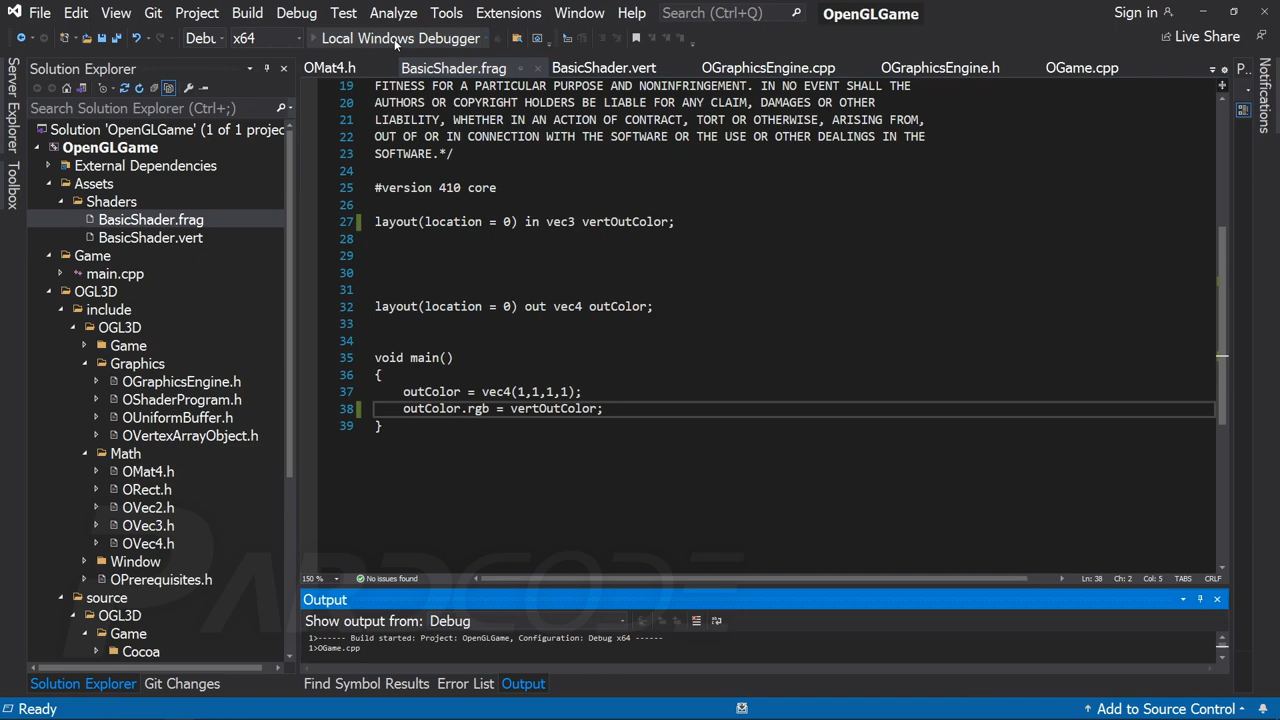 File Edit View Git Project Build Debug Test Analyze Tools Extensions Window Help Search (Ctrl+Q) OpenGLGame Sign in
Debu x64 Local Windows Debugger Live Share
Server Explorer
Toolbox
Solution Explorer
Search Solution Explorer (Ctrl+;)
Solution 'OpenGLGame' (1 of 1 project
OpenGLGame
External Dependencies
Assets
Shaders
BasicShader.frag
BasicShader.vert
Game
main.cpp
OGL3D
include
OGL3D
Game
Graphics
OGraphicsEngine.h
OShaderProgram.h
OUniformBuffer.h
OVertexArrayObject.h
Math
OMat4.h
ORect.h
OVec2.h
OVec3.h
OVec4.h
Window
OPrerequisites.h
source
OGL3D
Game
Cocoa
Solution Explorer Git Changes
OMat4.h BasicShader.frag BasicShader.vert OGraphicsEngine.cpp OGraphicsEngine.h OGame.cpp
19 FITNESS FOR A PARTICULAR PURPOSE AND NONINFRINGEMENT. IN NO EVENT SHALL THE
20 AUTHORS OR COPYRIGHT HOLDERS BE LIABLE FOR ANY CLAIM, DAMAGES OR OTHER
21 LIABILITY, WHETHER IN AN ACTION OF CONTRACT, TORT OR OTHERWISE, ARISING FROM,
22 OUT OF OR IN CONNECTION WITH THE SOFTWARE OR THE USE OR OTHER DEALINGS IN THE
23 SOFTWARE.*/
24
25 #version 410 core
26
27 layout(location = 0) in vec3 vertOutColor;
28
29
30
31
32 layout(location = 0) out vec4 outColor;
33
34
35 void main()
36 {
37 outColor = vec4(1,1,1,1);
38 outColor.rgb = vertOutColor;
39 }
PARDCODE
150 % No issues found Ln: 38 Ch: 2 Col: 5 TABS CRLF
Output
Show output from: Debug
1>------ Build started: Project: OpenGLGame, Configuration: Debug x64 ------
1>OGame.cpp
Find Symbol Results Error List Output
P..
Notifications
Ready Add to Source Control